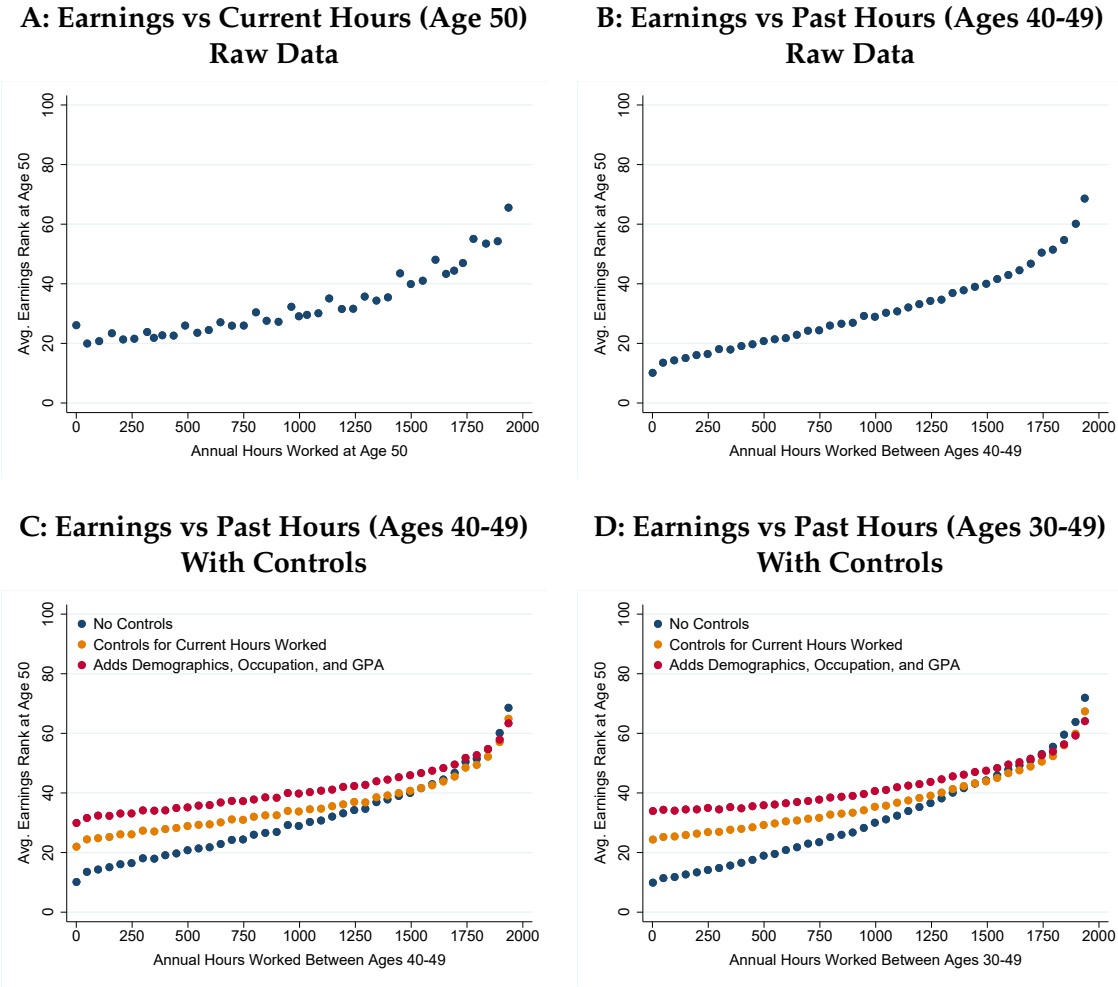 A: Earnings vs Current Hours (Age 50)
Raw Data
Avg. Earnings Rank at Age 50
100
80
60
40
20
0
0 250 500 750 1000 1250 1500 1750 2000
Annual Hours Worked at Age 50
B: Earnings vs Past Hours (Ages 40-49)
Raw Data
Avg. Earnings Rank at Age 50
100
80
60
40
20
0
0 250 500 750 1000 1250 1500 1750 2000
Annual Hours Worked Between Ages 40-49
C: Earnings vs Past Hours (Ages 40-49)
With Controls
No Controls
Controls for Current Hours Worked
Adds Demographics, Occupation, and GPA
Avg. Earnings Rank at Age 50
100
80
60
40
20
0
0 250 500 750 1000 1250 1500 1750 2000
Annual Hours Worked Between Ages 40-49
D: Earnings vs Past Hours (Ages 30-49)
With Controls
No Controls
Controls for Current Hours Worked
Adds Demographics, Occupation, and GPA
Avg. Earnings Rank at Age 50
100
80
60
40
20
0
0 250 500 750 1000 1250 1500 1750 2000
Annual Hours Worked Between Ages 30-49